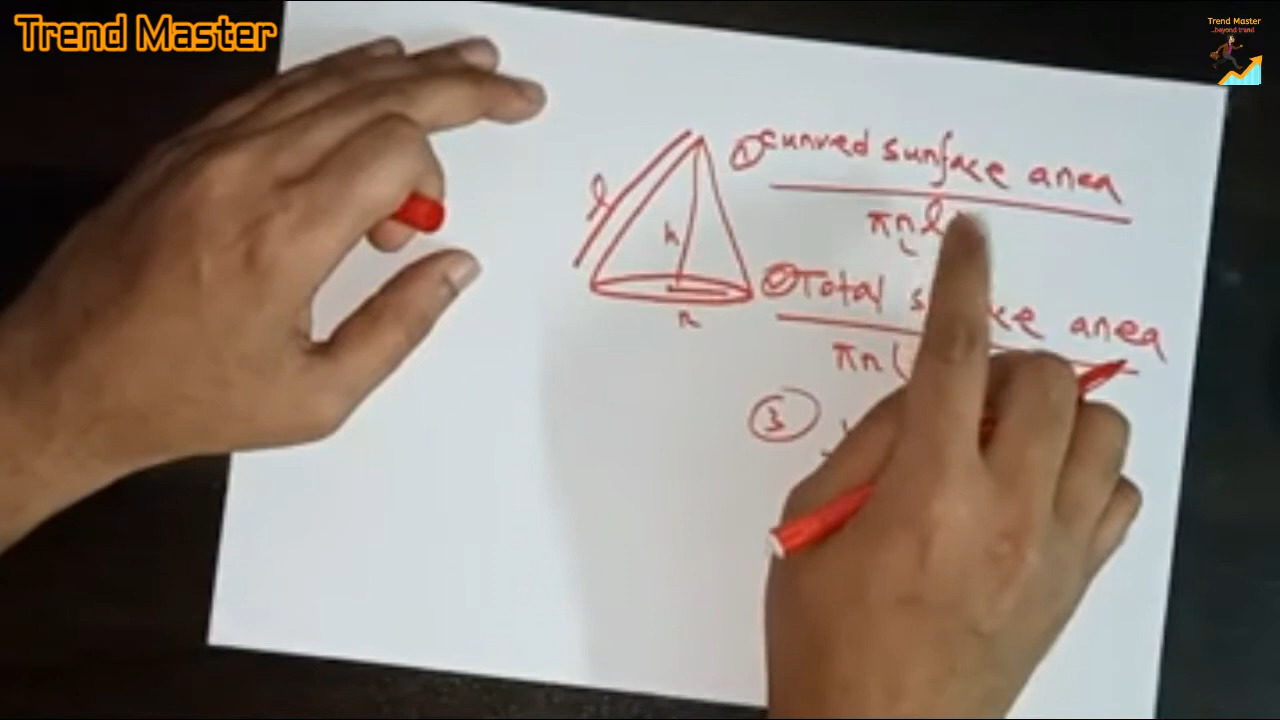 Trend Master
Trend Master
...beyond trend
① curved surface area
πrl
② Total surface area
πr(
③
l
h
r